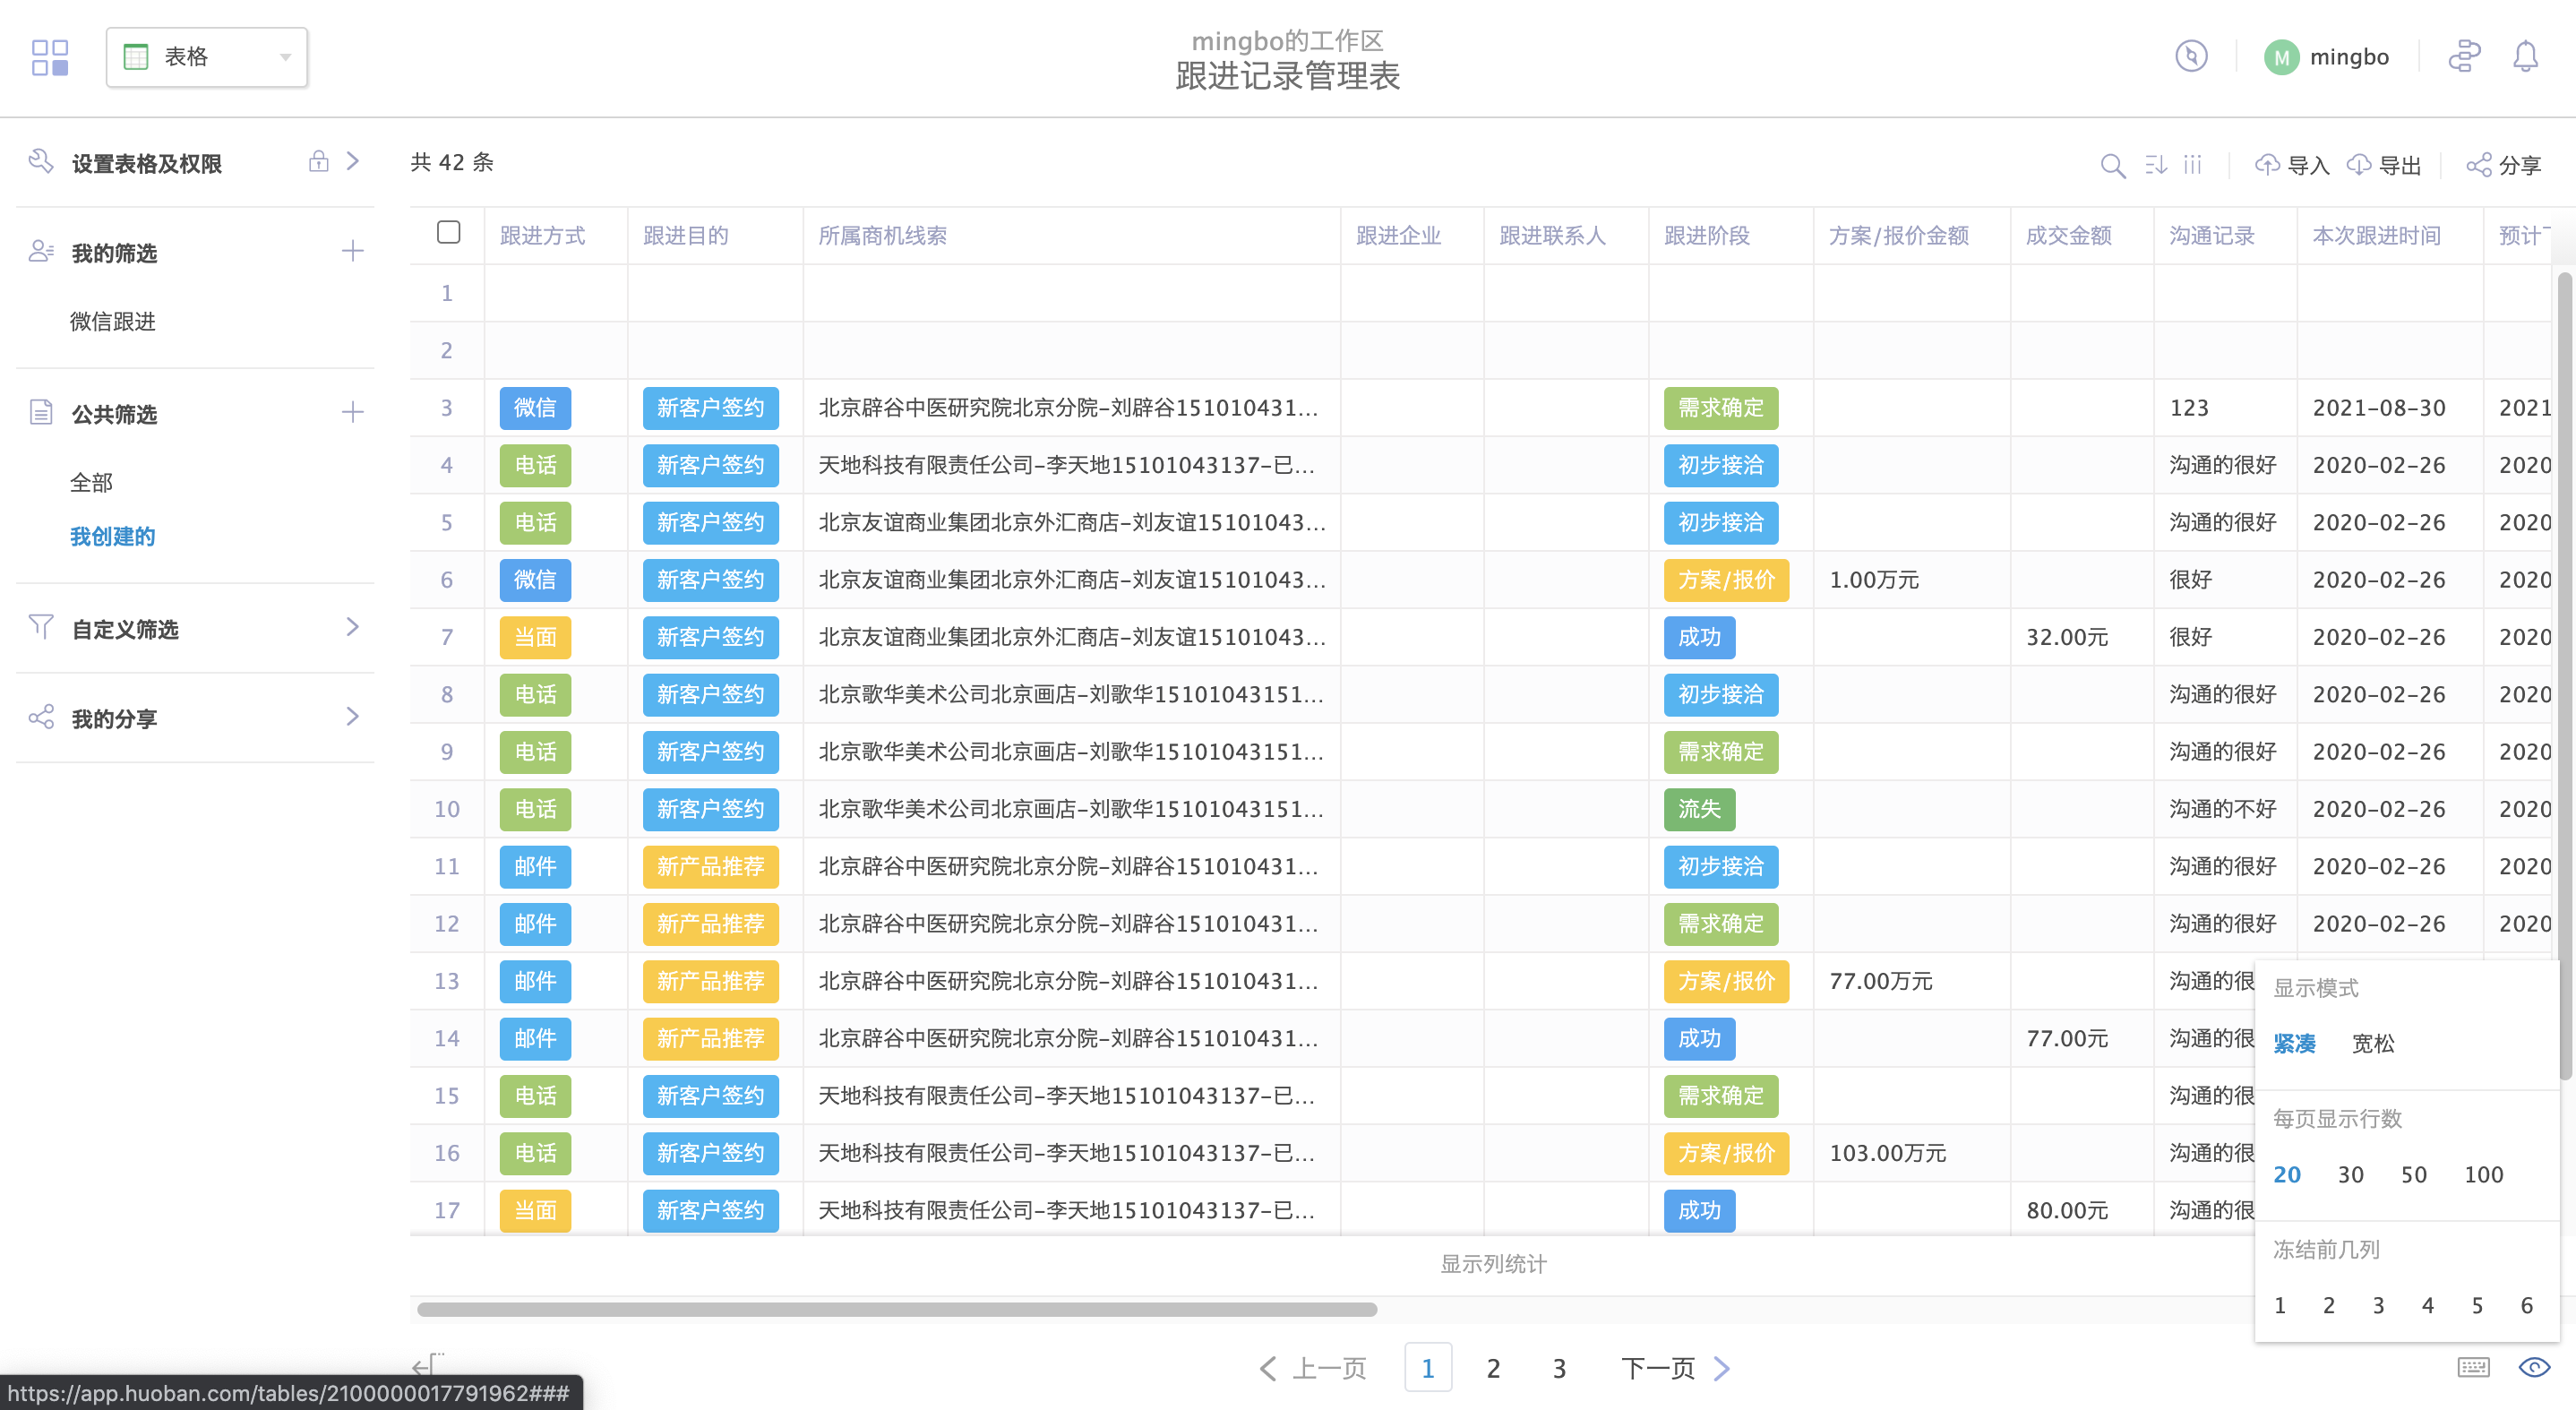 表格
mingbo的工作区
跟进记录管理表
M mingbo
设置表格及权限
我的筛选
微信跟进
公共筛选
全部
我创建的
自定义筛选
我的分享
共 42 条
导入 导出 分享
跟进方式 跟进目的 所属商机线索 跟进企业 跟进联系人 跟进阶段 方案/报价金额 成交金额 沟通记录 本次跟进时间 预计
1
2
3 微信 新客户签约 北京辟谷中医研究院北京分院-刘辟谷151010431... 需求确定 123 2021-08-30 2021
4 电话 新客户签约 天地科技有限责任公司-李天地15101043137-已... 初步接洽 沟通的很好 2020-02-26 2020
5 电话 新客户签约 北京友谊商业集团北京外汇商店-刘友谊15101043... 初步接洽 沟通的很好 2020-02-26 2020
6 微信 新客户签约 北京友谊商业集团北京外汇商店-刘友谊15101043... 方案/报价 1.00万元 很好 2020-02-26 2020
7 当面 新客户签约 北京友谊商业集团北京外汇商店-刘友谊15101043... 成功 32.00元 很好 2020-02-26 2020
8 电话 新客户签约 北京歌华美术公司北京画店-刘歌华15101043151... 初步接洽 沟通的很好 2020-02-26 2020
9 电话 新客户签约 北京歌华美术公司北京画店-刘歌华15101043151... 需求确定 沟通的很好 2020-02-26 2020
10 电话 新客户签约 北京歌华美术公司北京画店-刘歌华15101043151... 流失 沟通的不好 2020-02-26 2020
11 邮件 新产品推荐 北京辟谷中医研究院北京分院-刘辟谷151010431... 初步接洽 沟通的很好 2020-02-26 2020
12 邮件 新产品推荐 北京辟谷中医研究院北京分院-刘辟谷151010431... 需求确定 沟通的很好 2020-02-26 2020
13 邮件 新产品推荐 北京辟谷中医研究院北京分院-刘辟谷151010431... 方案/报价 77.00万元 沟通的很
14 邮件 新产品推荐 北京辟谷中医研究院北京分院-刘辟谷151010431... 成功 77.00元 沟通的很
15 电话 新客户签约 天地科技有限责任公司-李天地15101043137-已... 需求确定 沟通的很
16 电话 新客户签约 天地科技有限责任公司-李天地15101043137-已... 方案/报价 103.00万元 沟通的很
17 当面 新客户签约 天地科技有限责任公司-李天地15101043137-已... 成功 80.00元 沟通的很
显示模式
紧凑 宽松
每页显示行数
20 30 50 100
冻结前几列
1 2 3 4 5 6
显示列统计
上一页 1 2 3 下一页
https://app.huoban.com/tables/2100000017791962###